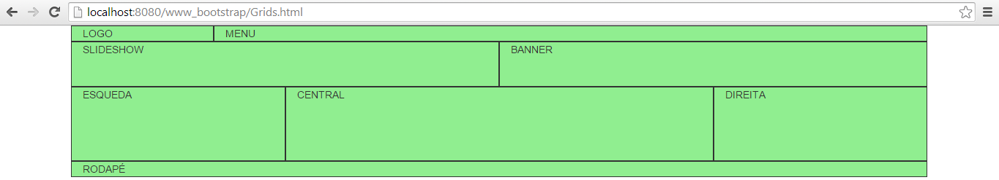 localhost:8080/www_bootstrap/Grids.html
LOGO MENU
SLIDESHOW BANNER
ESQUEDA CENTRAL DIREITA
RODAPÉ